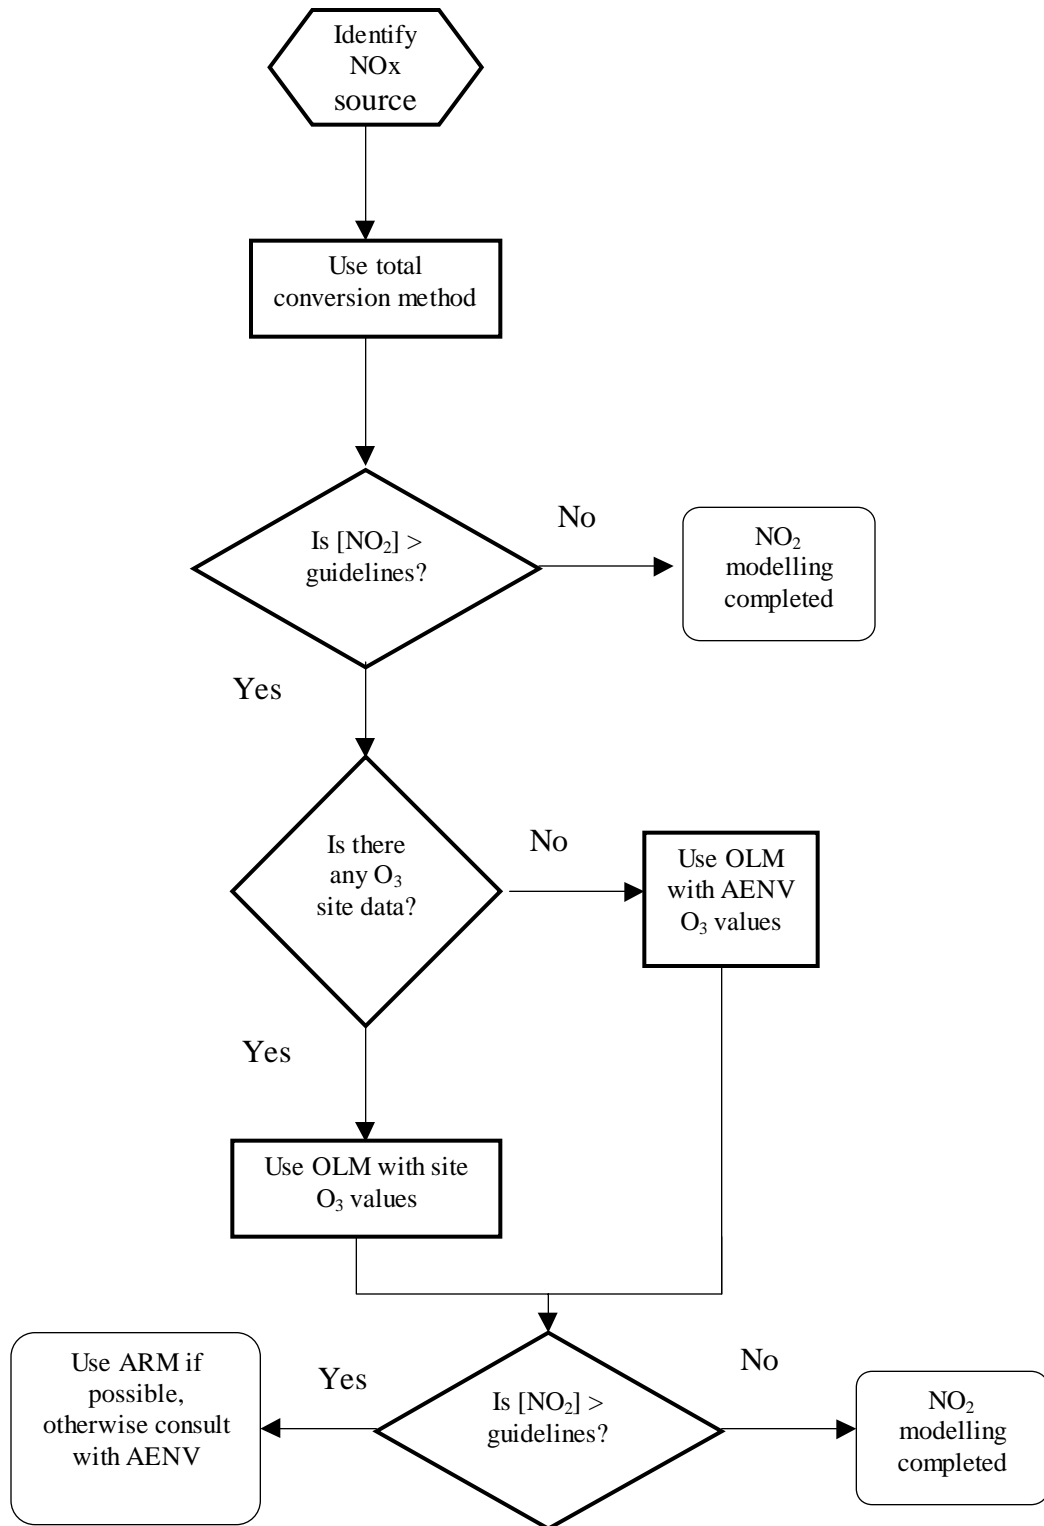 Identify
NOx
source
Use total
conversion method
Is [NO₂] >
guidelines?
No
NO₂
modelling
completed
Yes
Is there
any O₃
site data?
No
Use OLM
with AENV
O₃ values
Yes
Use OLM with site
O₃ values
Use ARM if
possible,
otherwise consult
with AENV
Yes
Is [NO₂] >
guidelines?
No
NO₂
modelling
completed